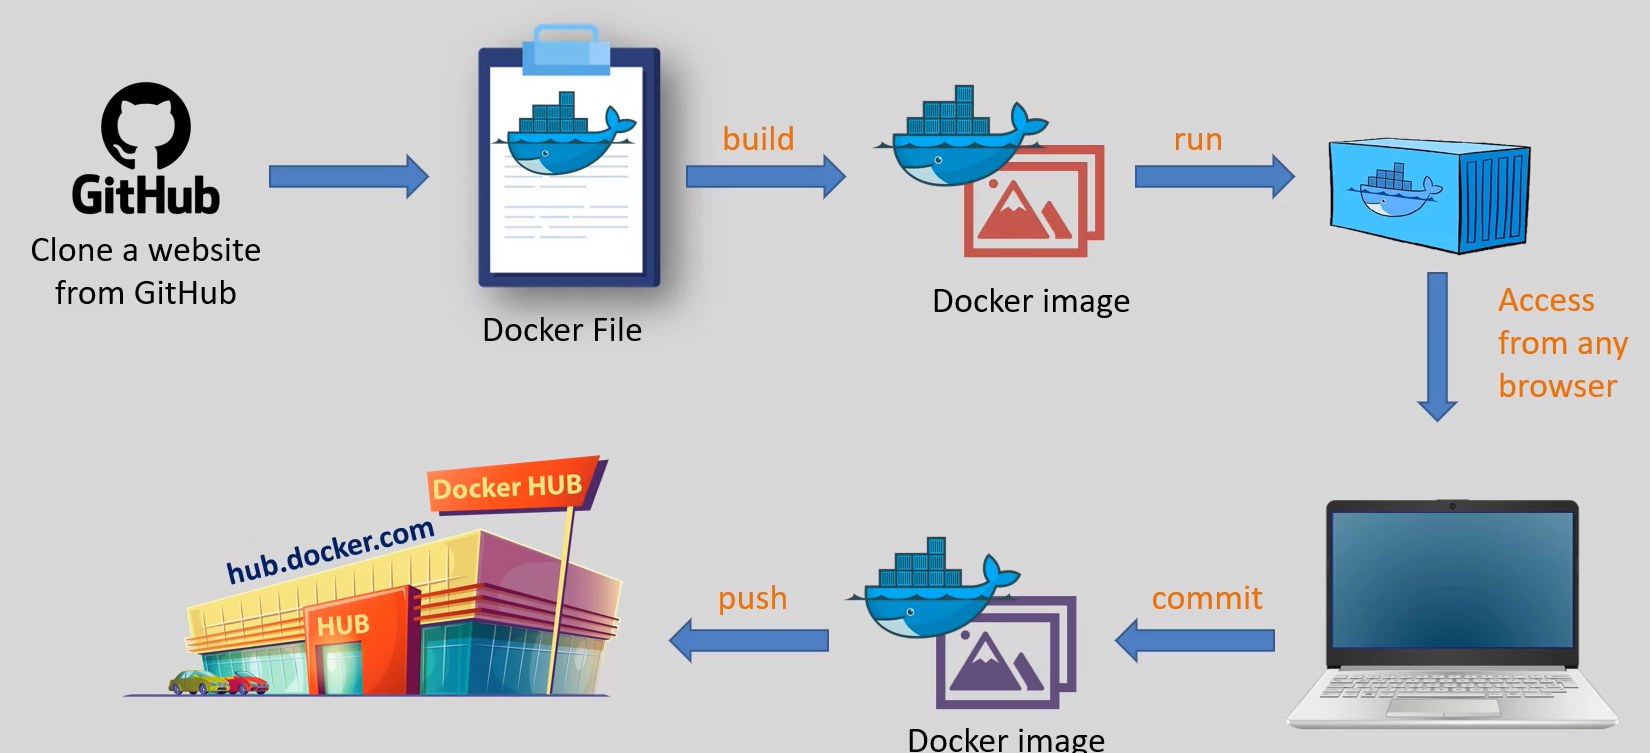 GitHub
Clone a website
from GitHub
Docker File
build
Docker image
run
Access
from any
browser
commit
Docker image
push
Docker HUB
hub.docker.com
HUB